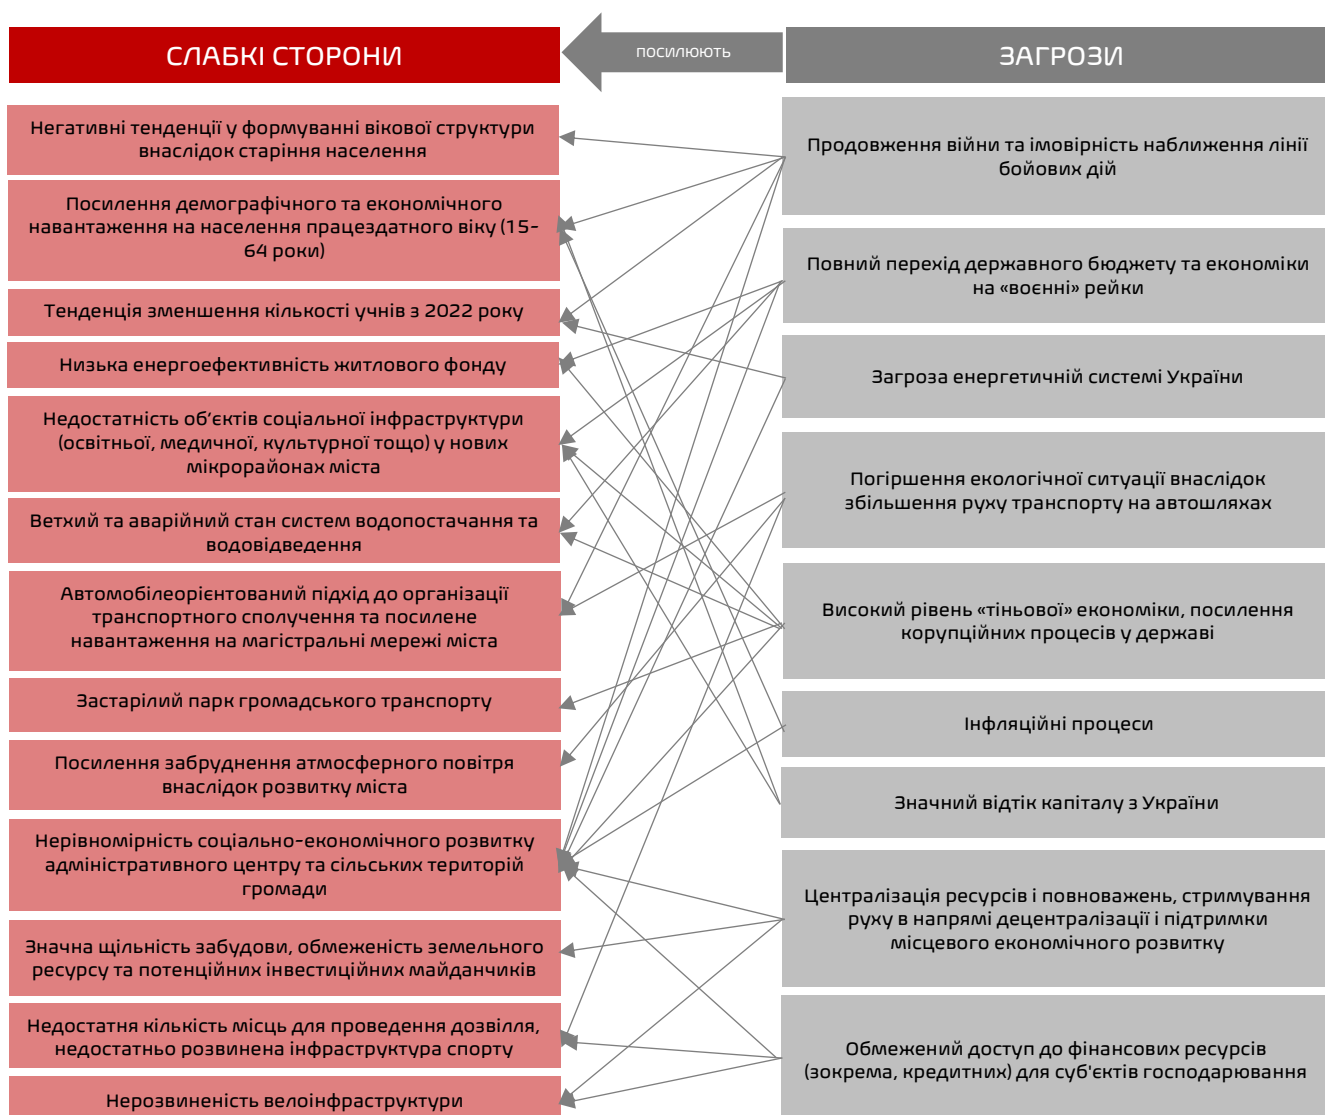 СЛАБКІ СТОРОНИ
ПОСИЛЮЮТЬ
ЗАГРОЗИ
Негативні тенденції у формуванні вікової структури
внаслідок старіння населення
Посилення демографічного та економічного
навантаження на населення працездатного віку (15-
64 роки)
Тенденція зменшення кількості учнів з 2022 року
Низька енергоефективність житлового фонду
Недостатність об’єктів соціальної інфраструктури
(освітньої, медичної, культурної тощо) у нових
мікрорайонах міста
Ветхий та аварійний стан систем водопостачання та
водовідведення
Автомобілеорієнтований підхід до організації
транспортного сполучення та посилене
навантаження на магістральні мережі міста
Застарілий парк громадського транспорту
Посилення забруднення атмосферного повітря
внаслідок розвитку міста
Нерівномірність соціально-економічного розвитку
адміністративного центру та сільських територій
громади
Значна щільність забудови, обмеженість земельного
ресурсу та потенційних інвестиційних майданчиків
Недостатня кількість місць для проведення дозвілля,
недостатньо розвинена інфраструктура спорту
Нерозвиненість велоінфраструктури
Продовження війни та імовірність наближення лінії
бойових дій
Повний перехід державного бюджету та економіки
на «воєнні» рейки
Загроза енергетичній системі України
Погіршення екологічної ситуації внаслідок
збільшення руху транспорту на автошляхах
Високий рівень «тіньової» економіки, посилення
корупційних процесів у державі
Інфляційні процеси
Значний відтік капіталу з України
Централізація ресурсів і повноважень, стримування
руху в напрямі децентралізації і підтримки
місцевого економічного розвитку
Обмежений доступ до фінансових ресурсів
(зокрема, кредитних) для суб'єктів господарювання